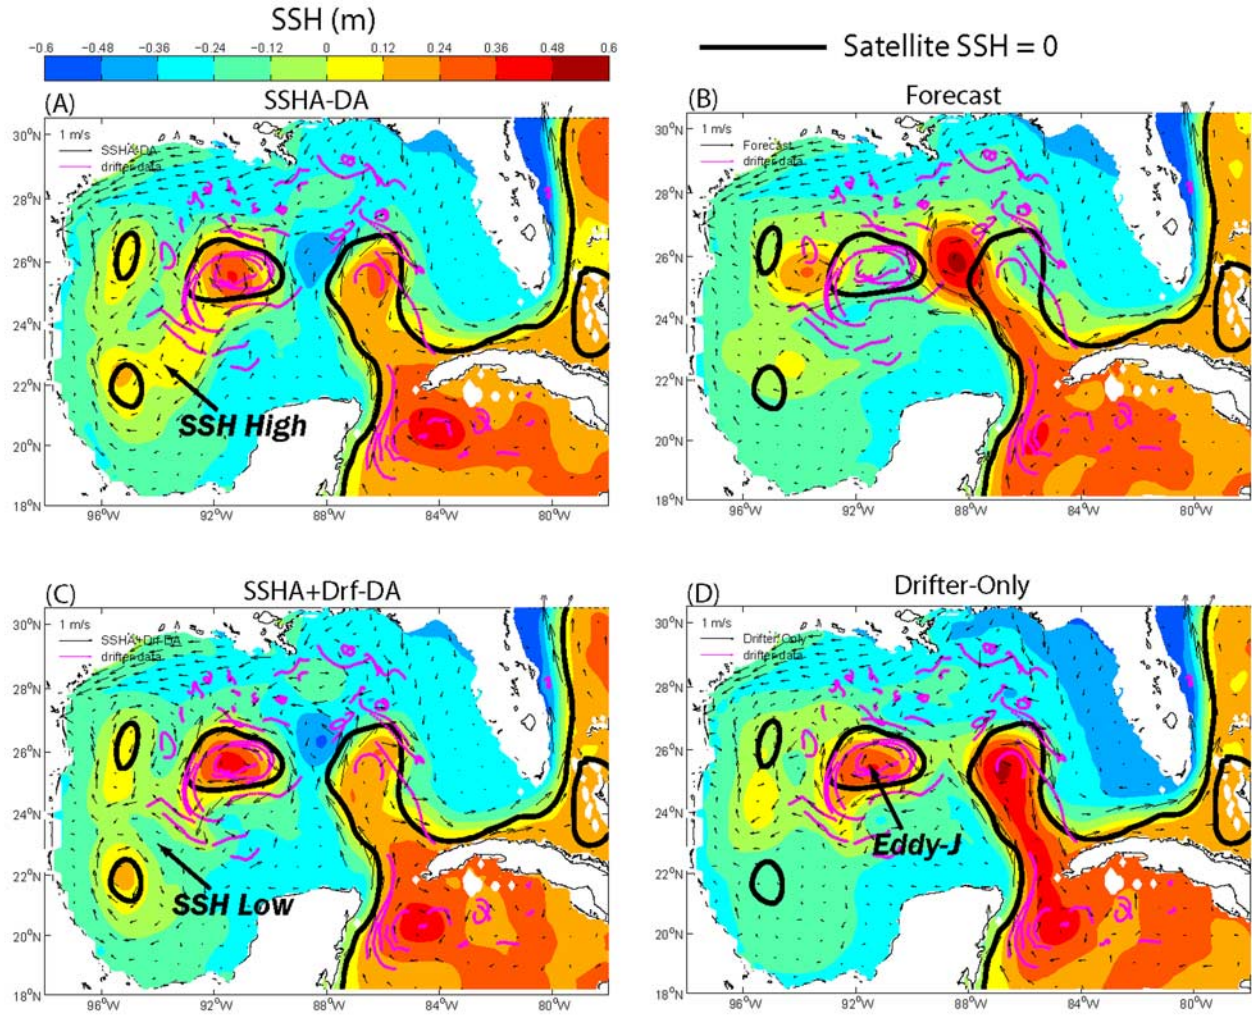 SSH (m)
-0.6 -0.48 -0.36 -0.24 -0.12 0 0.12 0.24 0.36 0.48 0.6
Satellite SSH = 0
(A) SSHA-DA
(B) Forecast
1 m/s
SSHA-DA
drifter data
30°N
28°N
26°N
24°N
22°N
20°N
18°N
SSH High
96°W 92°W 88°W 84°W 80°W
1 m/s
Forecast
drifter data
30°N
28°N
26°N
24°N
22°N
20°N
18°N
96°W 92°W 88°W 84°W 80°W
(C) SSHA+Drf-DA
(D) Drifter-Only
1 m/s
SSHA+Drf-DA
drifter data
30°N
28°N
26°N
24°N
22°N
20°N
18°N
SSH Low
96°W 92°W 88°W 84°W 80°W
1 m/s
Drifter Only
drifter data
30°N
28°N
26°N
24°N
22°N
20°N
18°N
Eddy-J
96°W 92°W 88°W 84°W 80°W